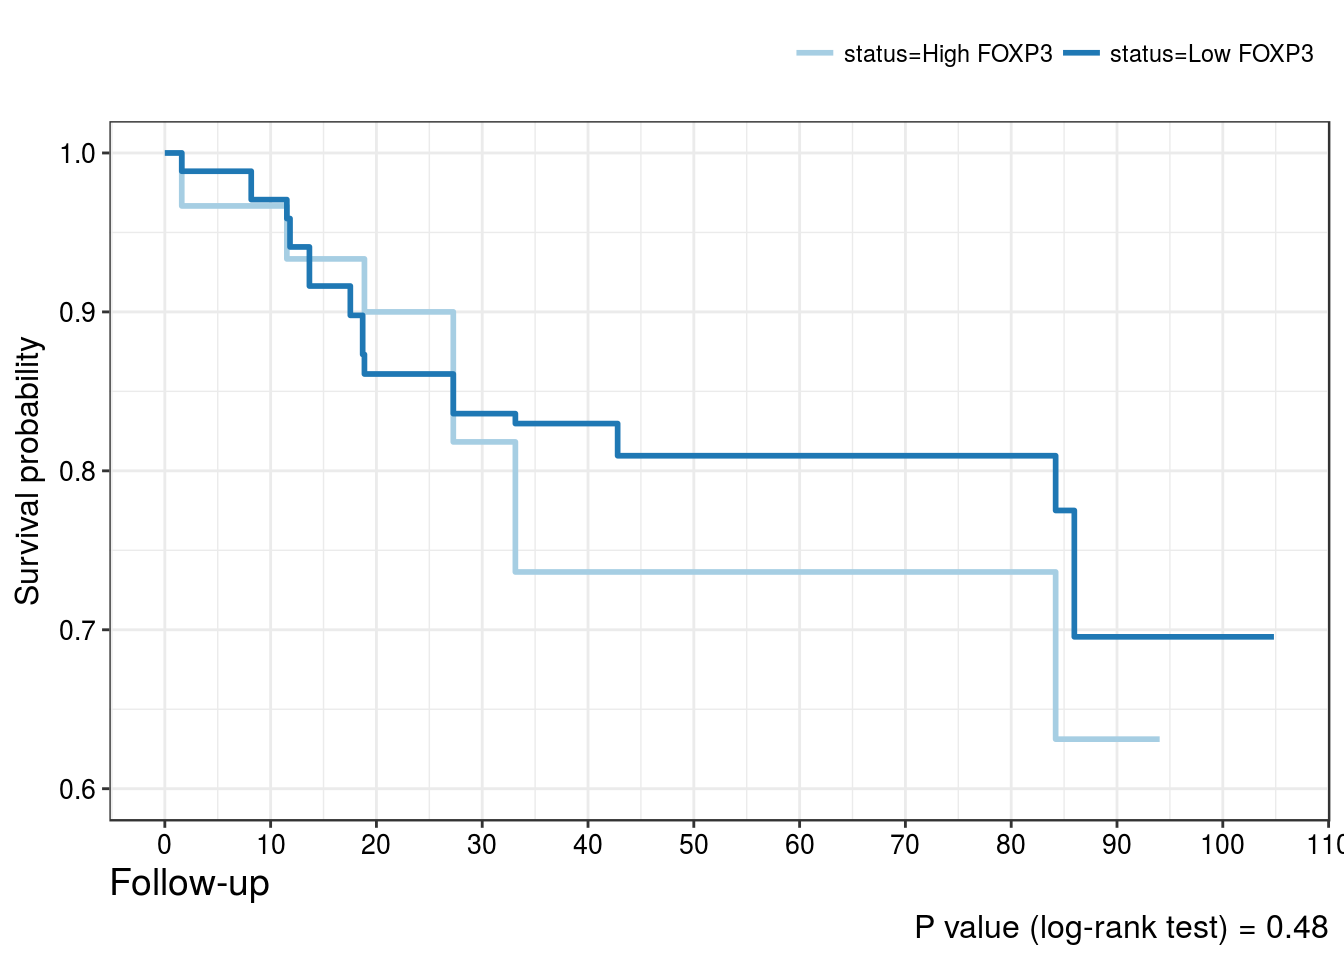 status=High FOXP3 status=Low FOXP3
Survival probability
1.0
0.9
0.8
0.7
0.6
0 10 20 30 40 50 60 70 80 90 100 110
Follow-up
P value (log-rank test) = 0.48